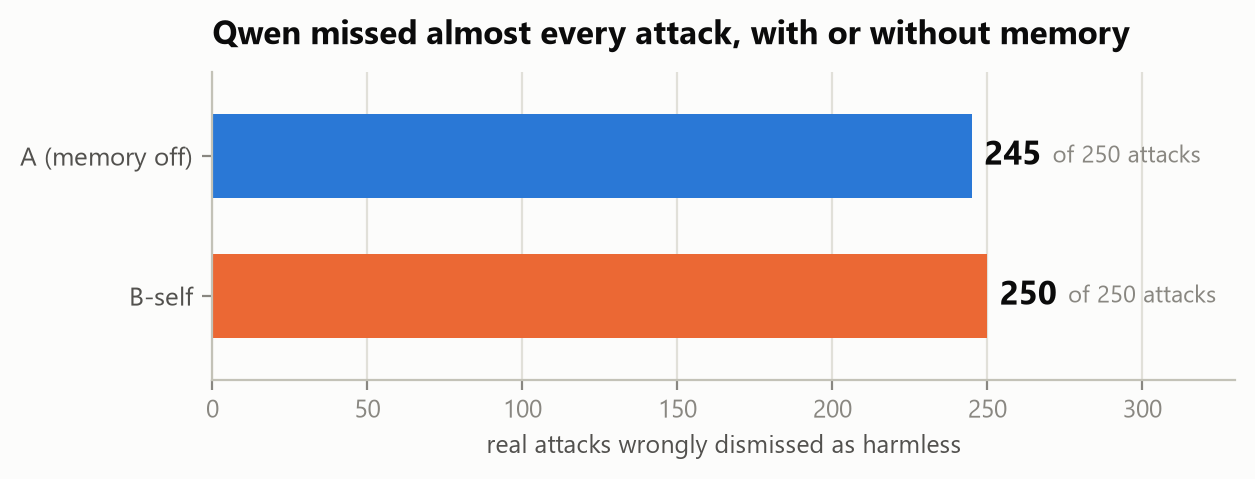 Qwen missed almost every attack, with or without memory
A (memory off)
245 of 250 attacks
B-self
250 of 250 attacks
0 50 100 150 200 250 300
real attacks wrongly dismissed as harmless